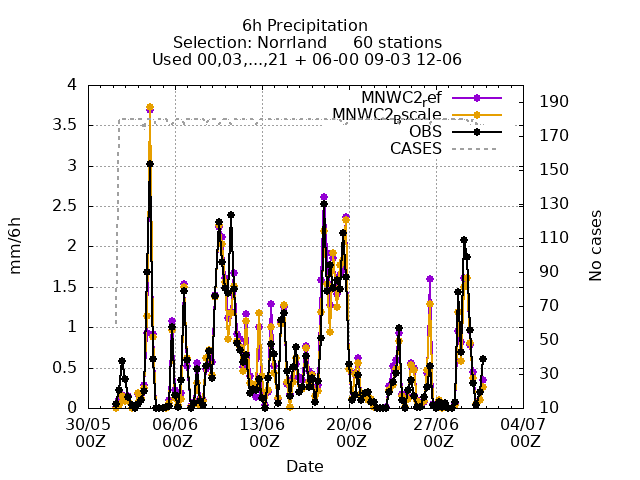 6h Precipitation
Selection: Norrland 60 stations
Used 00,03,...,21 + 06-00 09-03 12-06
MNWC2ref
MNWC2Bscale
OBS
CASES
mm/6h
No cases
4
3.5
3
2.5
2
1.5
1
0.5
0
190
170
150
130
110
90
70
50
30
10
30/05 06/06 13/06 20/06 27/06 04/07
00Z 00Z 00Z 00Z 00Z 00Z
Date